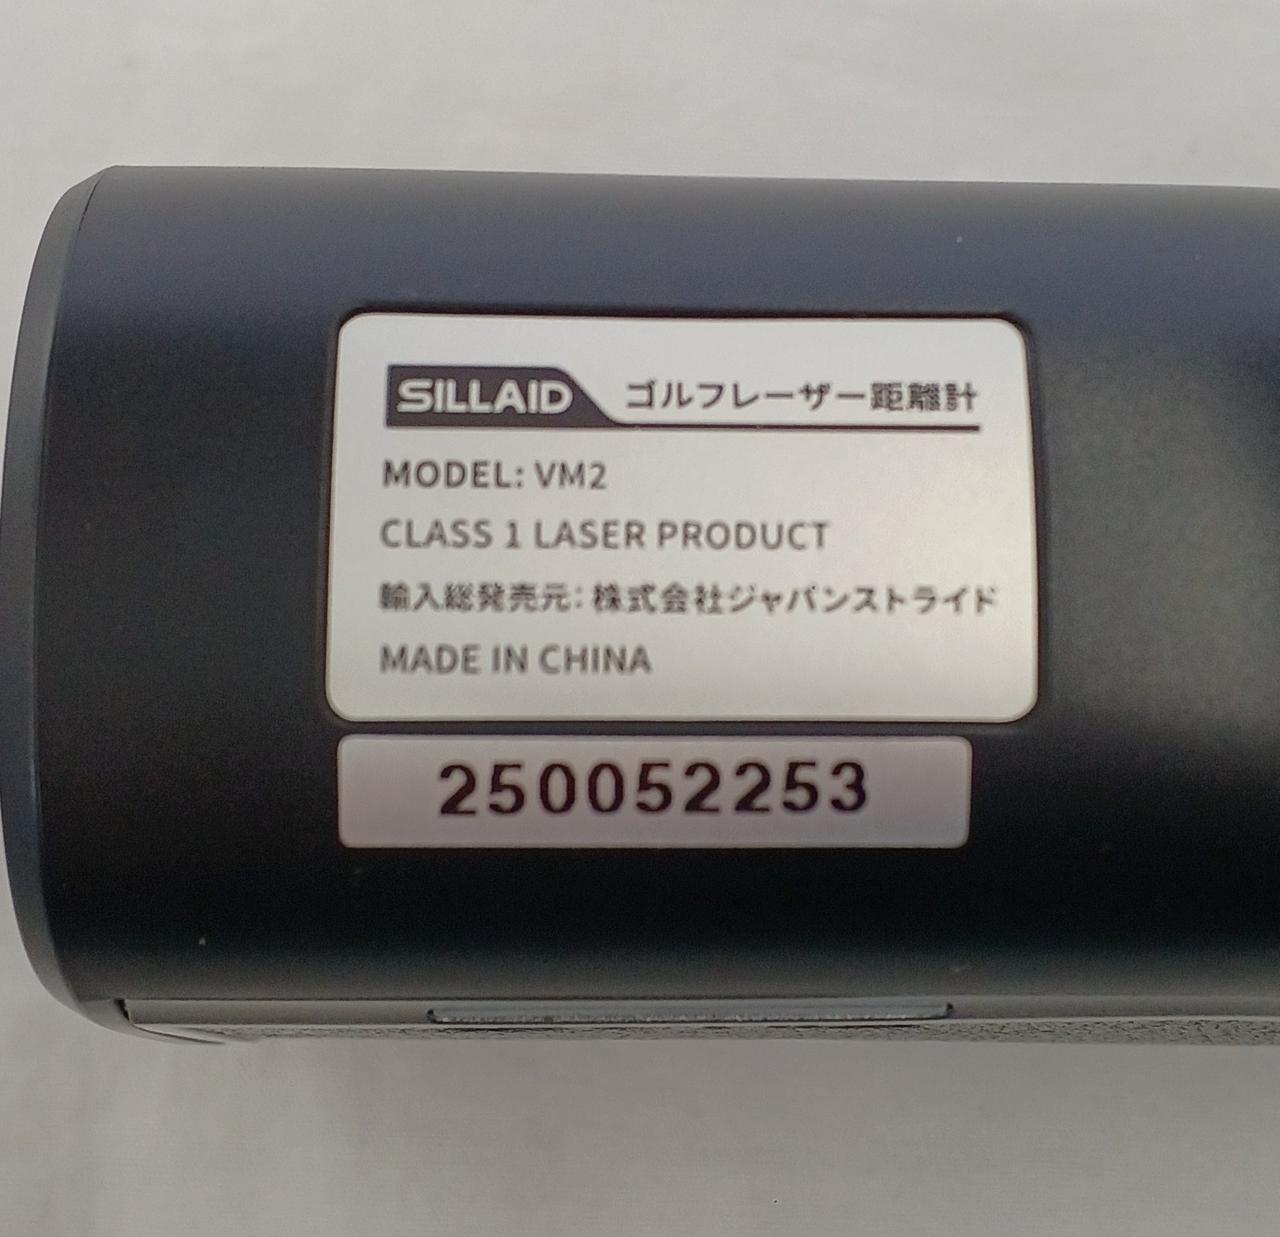 SILLAID ゴルフレーザー距離計
MODEL: VM2
CLASS 1 LASER PRODUCT
輸入総発売元：株式会社ジャパンストライド
MADE IN CHINA
250052253